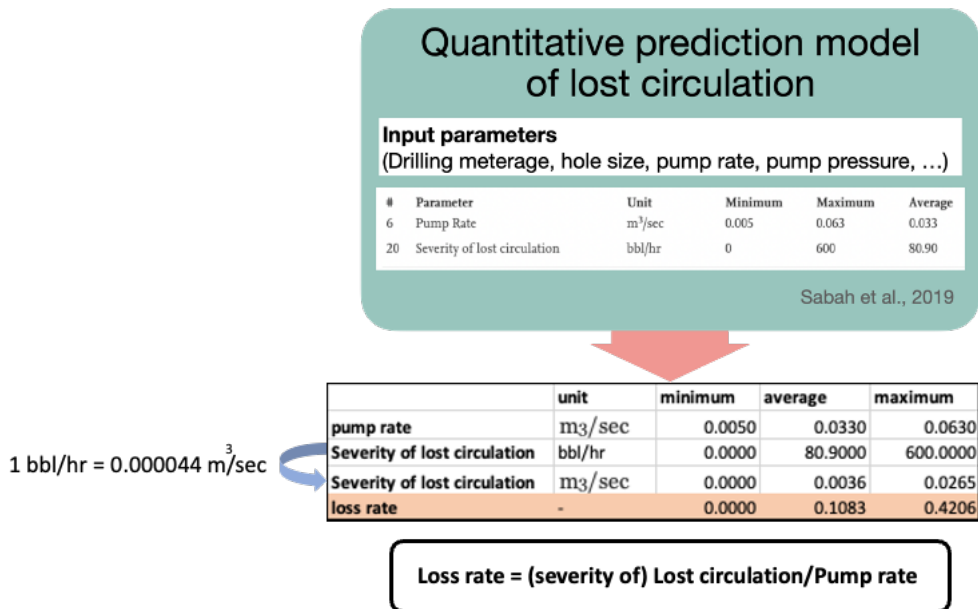 Quantitative prediction model
of lost circulation
Input parameters
(Drilling meterage, hole size, pump rate, pump pressure, ...)
# Parameter Unit Minimum Maximum Average
6 Pump Rate m³/sec 0.005 0.063 0.033
20 Severity of lost circulation bbl/hr 0 600 80.90
Sabah et al., 2019
unit minimum average maximum
pump rate m3/sec 0.0050 0.0330 0.0630
Severity of lost circulation bbl/hr 0.0000 80.9000 600.0000
1 bbl/hr = 0.000044 m³/sec
Severity of lost circulation m3/sec 0.0000 0.0036 0.0265
loss rate - 0.0000 0.1083 0.4206
Loss rate = (severity of) Lost circulation/Pump rate